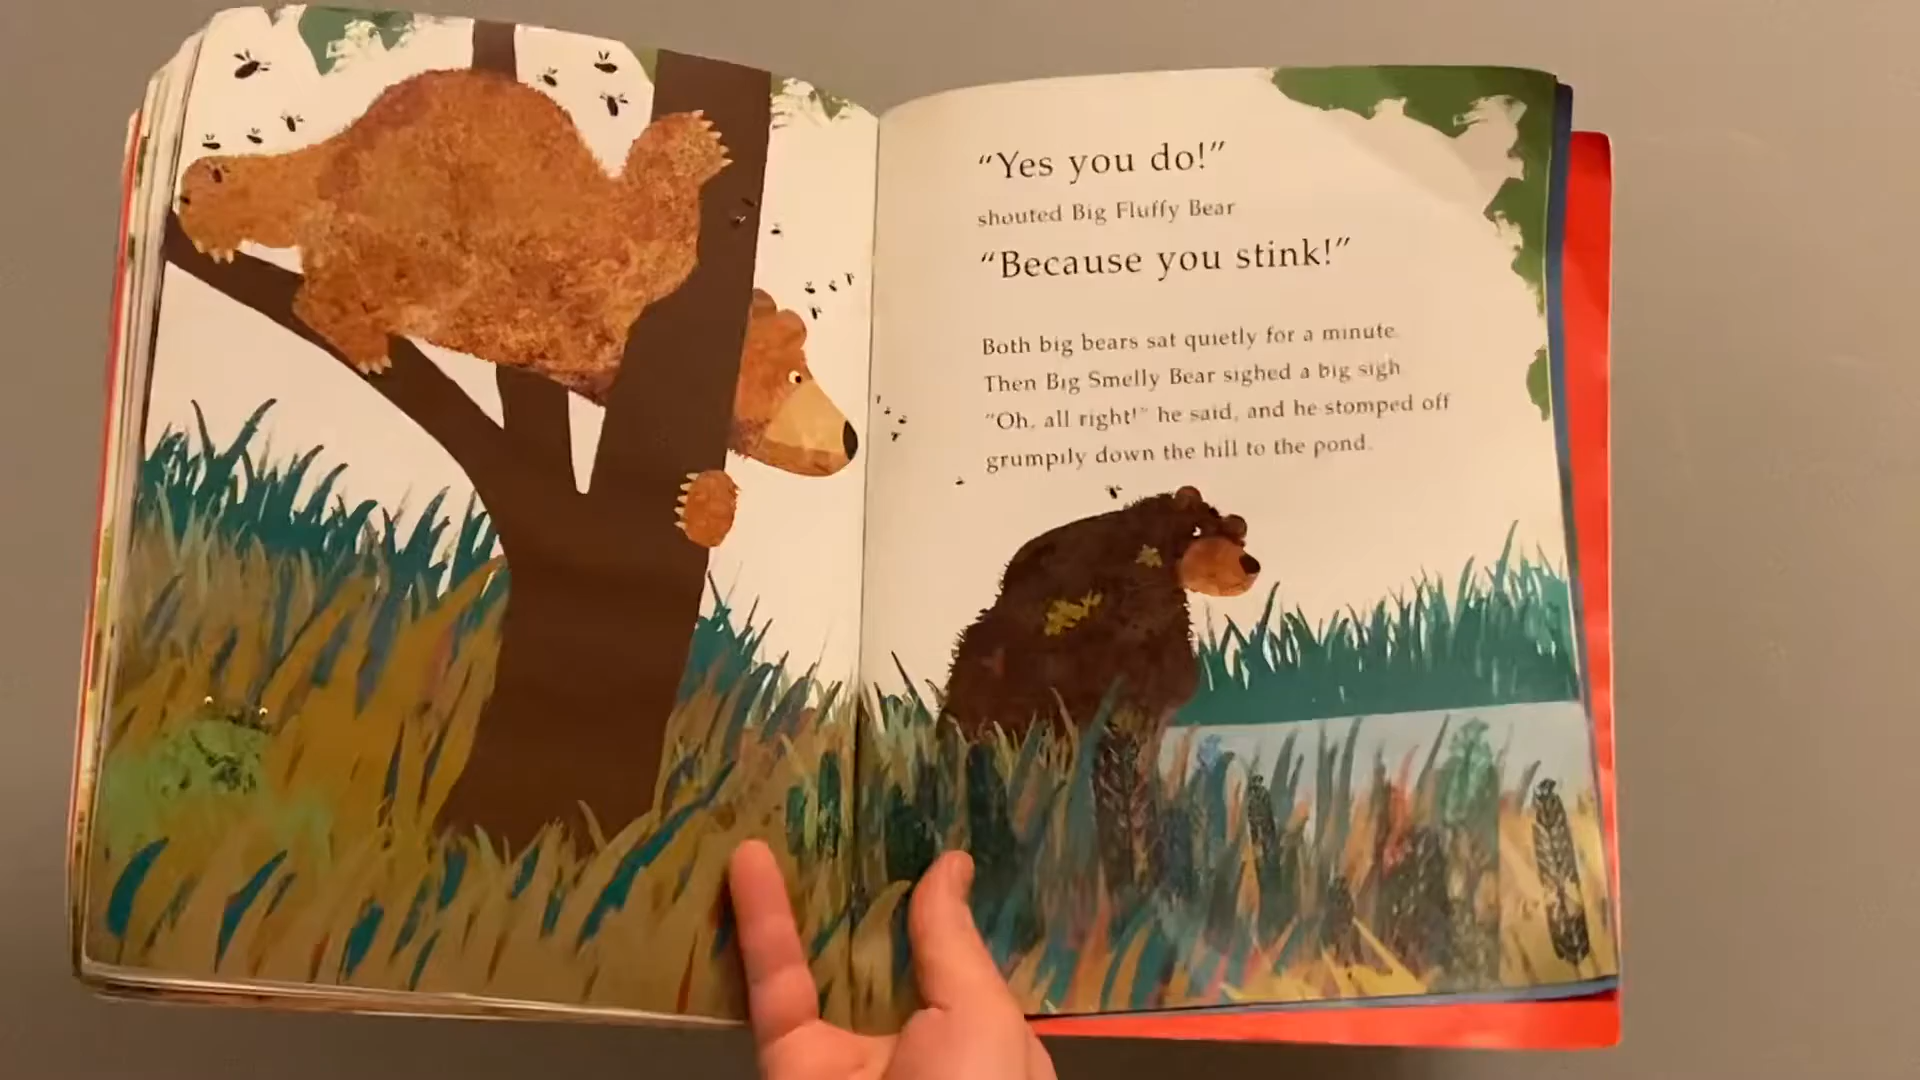 “Yes you do!”
shouted Big Fluffy Bear
“Because you stink!”
Both big bears sat quietly for a minute.
Then Big Smelly Bear sighed a big sigh.
“Oh, all right!” he said, and he stomped off
grumpily down the hill to the pond.